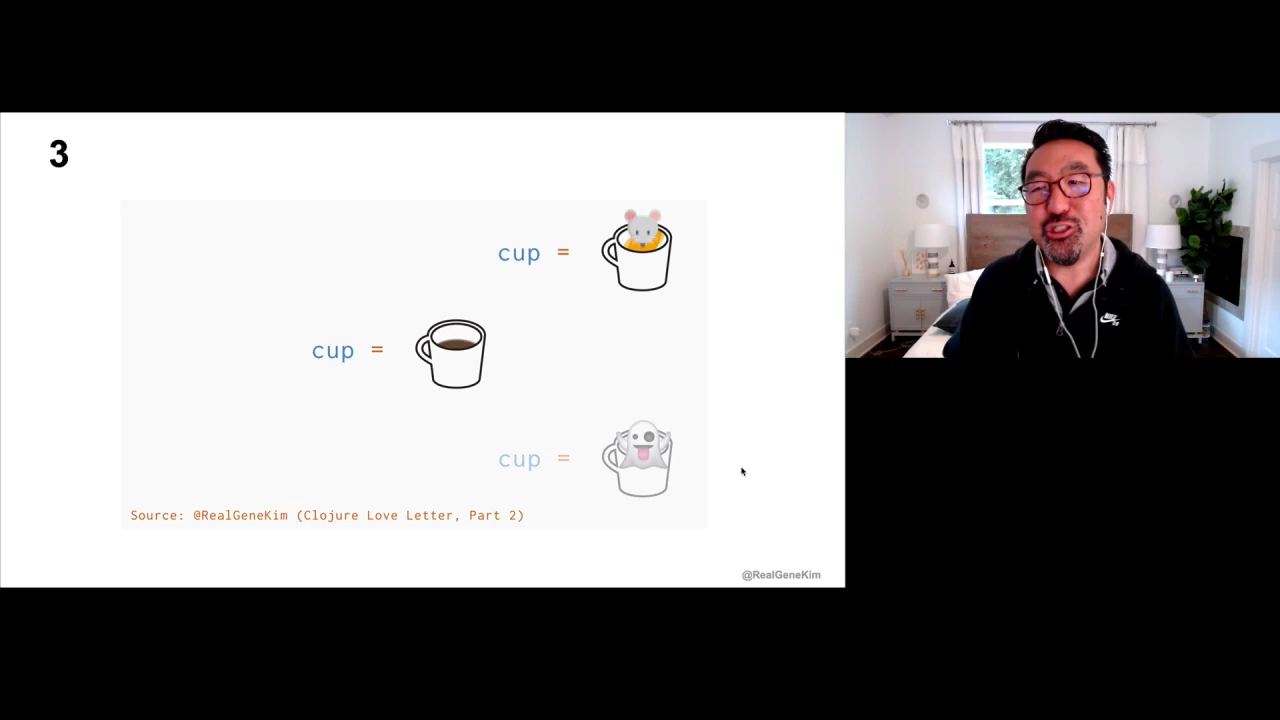 3
cup =
cup =
cup =
Source: @RealGeneKim (Clojure Love Letter, Part 2)
@RealGeneKim